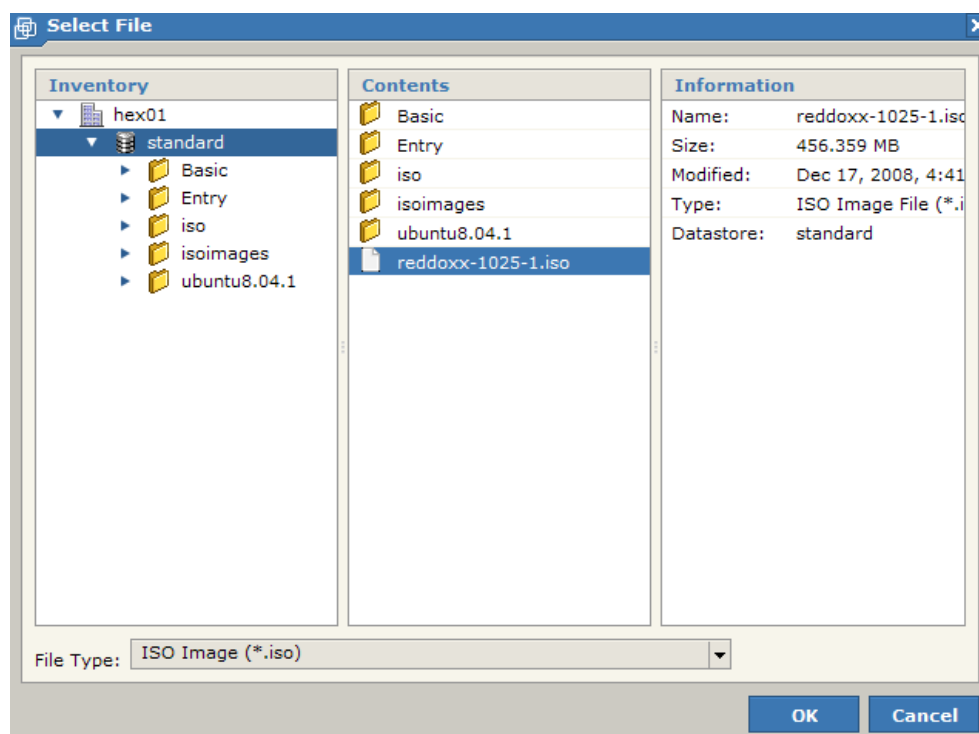 Select File
Inventory
hex01
standard
Basic
Entry
iso
isoimages
ubuntu8.04.1
Contents
Basic
Entry
iso
isoimages
ubuntu8.04.1
reddoxx-1025-1.iso
Information
Name: reddoxx-1025-1.iso
Size: 456.359 MB
Modified: Dec 17, 2008, 4:41
Type: ISO Image File (*.i
Datastore: standard
File Type: ISO Image (*.iso)
OK Cancel